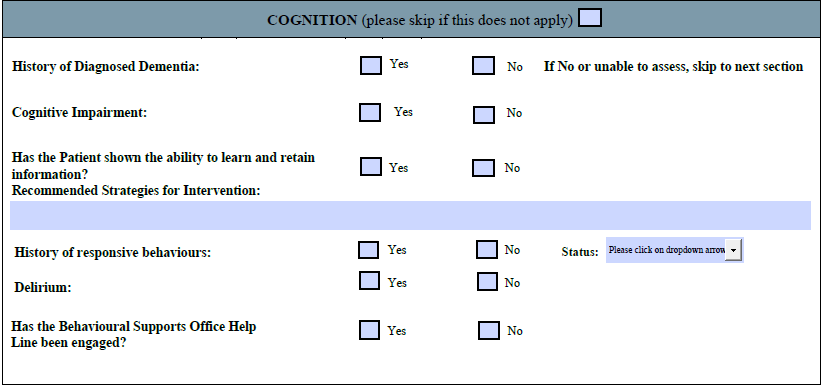 COGNITION (please skip if this does not apply)
History of Diagnosed Dementia: Yes No If No or unable to assess, skip to next section
Cognitive Impairment: Yes No
Has the Patient shown the ability to learn and retain
information? Yes No
Recommended Strategies for Intervention:
History of responsive behaviours: Yes No Status: Please click on dropdown arrow
Delirium: Yes No
Has the Behavioural Supports Office Help
Line been engaged? Yes No